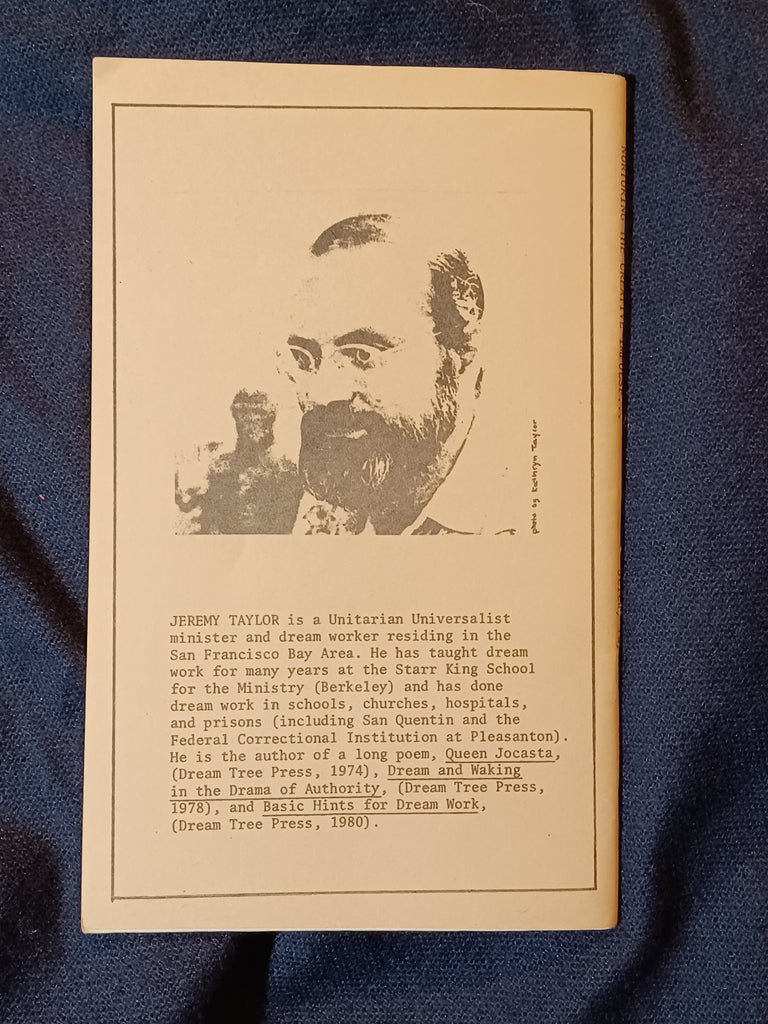 photo by Kathryn Taylor
JEREMY TAYLOR is a Unitarian Universalist
minister and dream worker residing in the
San Francisco Bay Area. He has taught dream
work for many years at the Starr King School
for the Ministry (Berkeley) and has done
dream work in schools, churches, hospitals,
and prisons (including San Quentin and the
Federal Correctional Institution at Pleasanton).
He is the author of a long poem, Queen Jocasta,
(Dream Tree Press, 1974), Dream and Waking
in the Drama of Authority, (Dream Tree Press,
1978), and Basic Hints for Dream Work,
(Dream Tree Press, 1980).
NURTURING THE CREATIVE